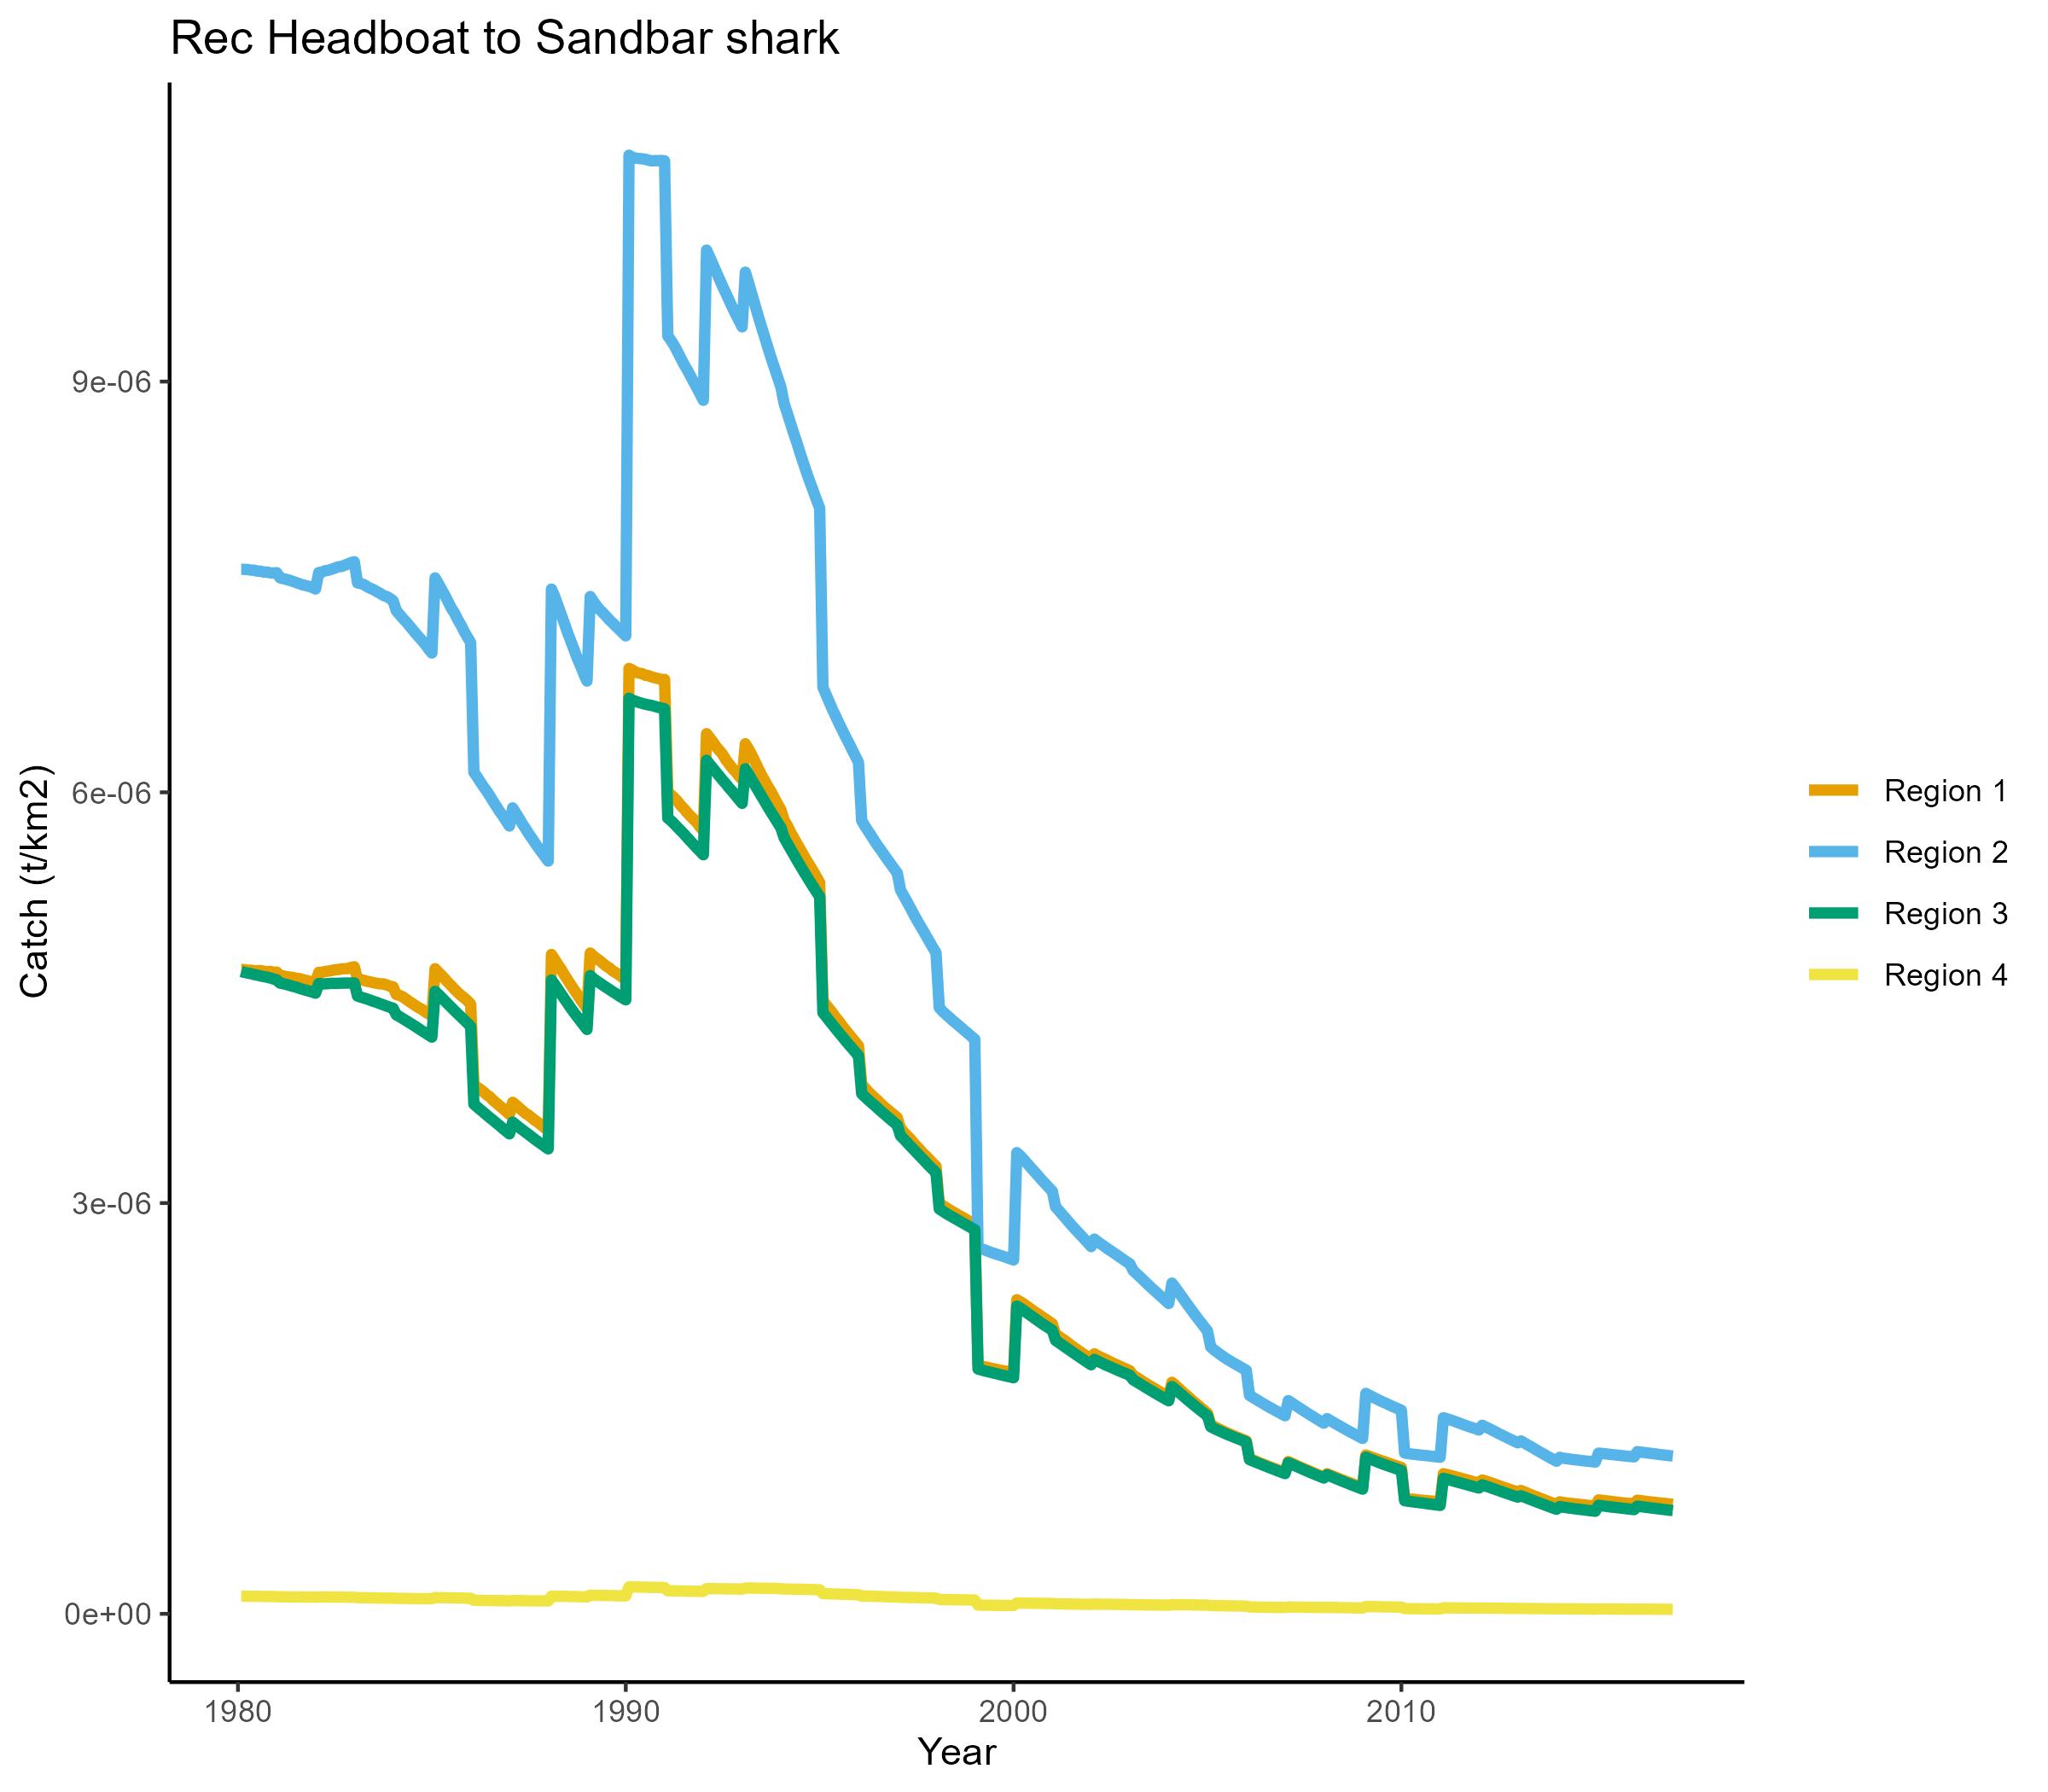 Rec Headboat to Sandbar shark
Catch (t/km2)
9e-06
6e-06
3e-06
0e+00
1980
1990
2000
2010
Year
Region 1
Region 2
Region 3
Region 4